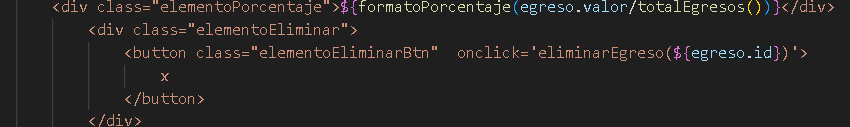 <div class="elementoPorcentaje">${formatoPorcentaje(egreso.valor/totalEgresos())}</div>
<div class="elementoEliminar">
<button class="elementoEliminarBtn"  onclick='eliminarEgreso(${egreso.id})'>
x
</button>
</div>